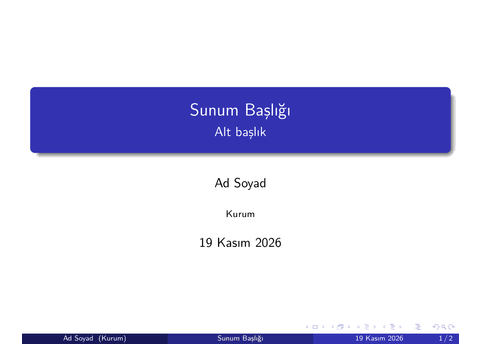 Sunum Başlığı
Alt başlık
Ad Soyad
Kurum
19 Kasım 2026
Ad Soyad (Kurum) Sunum Başlığı 19 Kasım 2026 1 / 2